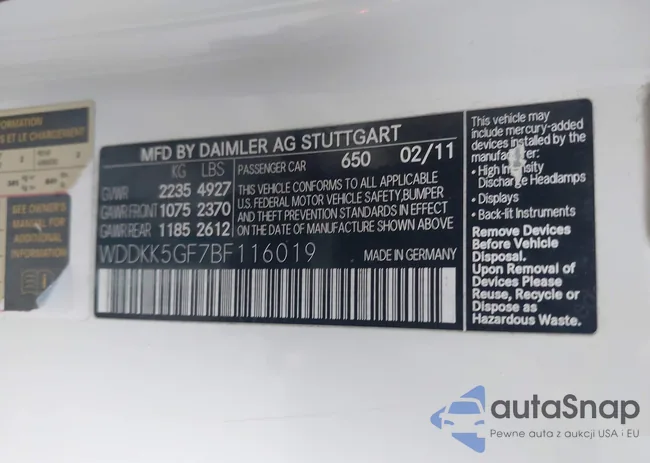 ORMATION
S ET LE CHARGEMENT
SEE OWNER'S
MANUAL FOR
ADDITIONAL
INFORMATION
MFD BY DAIMLER AG STUTTGART
KG LBS
GVWR 2235 4927
GAWR FRONT 1075 2370
GAWR REAR 1185 2612
PASSENGER CAR 650 02/11
THIS VEHICLE CONFORMS TO ALL APPLICABLE
U.S. FEDERAL MOTOR VEHICLE SAFETY, BUMPER
AND THEFT PREVENTION STANDARDS IN EFFECT
ON THE DATE OF MANUFACTURE SHOWN ABOVE
WDDKK5GF7BF116019
This vehicle may
include mercury-added
devices installed by the
manufacturer:
• High Intensity
Discharge Headlamps
• Displays
• Back-lit Instruments
Remove Devices
Before Vehicle
Disposal.
Upon Removal of
Devices Please
Reuse, Recycle or
Dispose as
Hazardous Waste.
autaSnap
Pewne auta z aukcji USA i EU